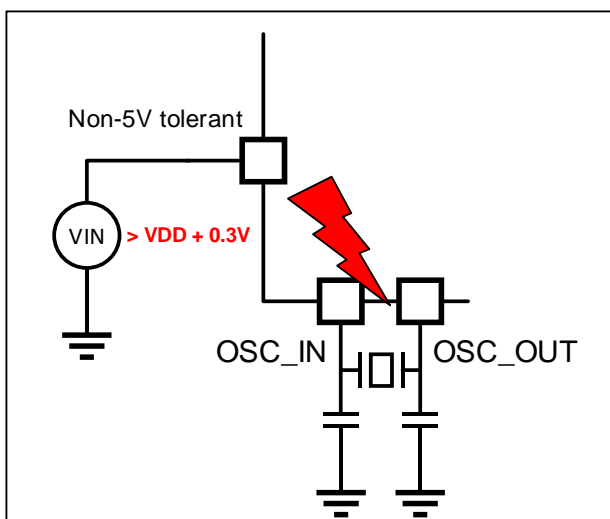 Non-5V tolerant
VIN
> VDD + 0.3V
OSC_IN
OSC_OUT